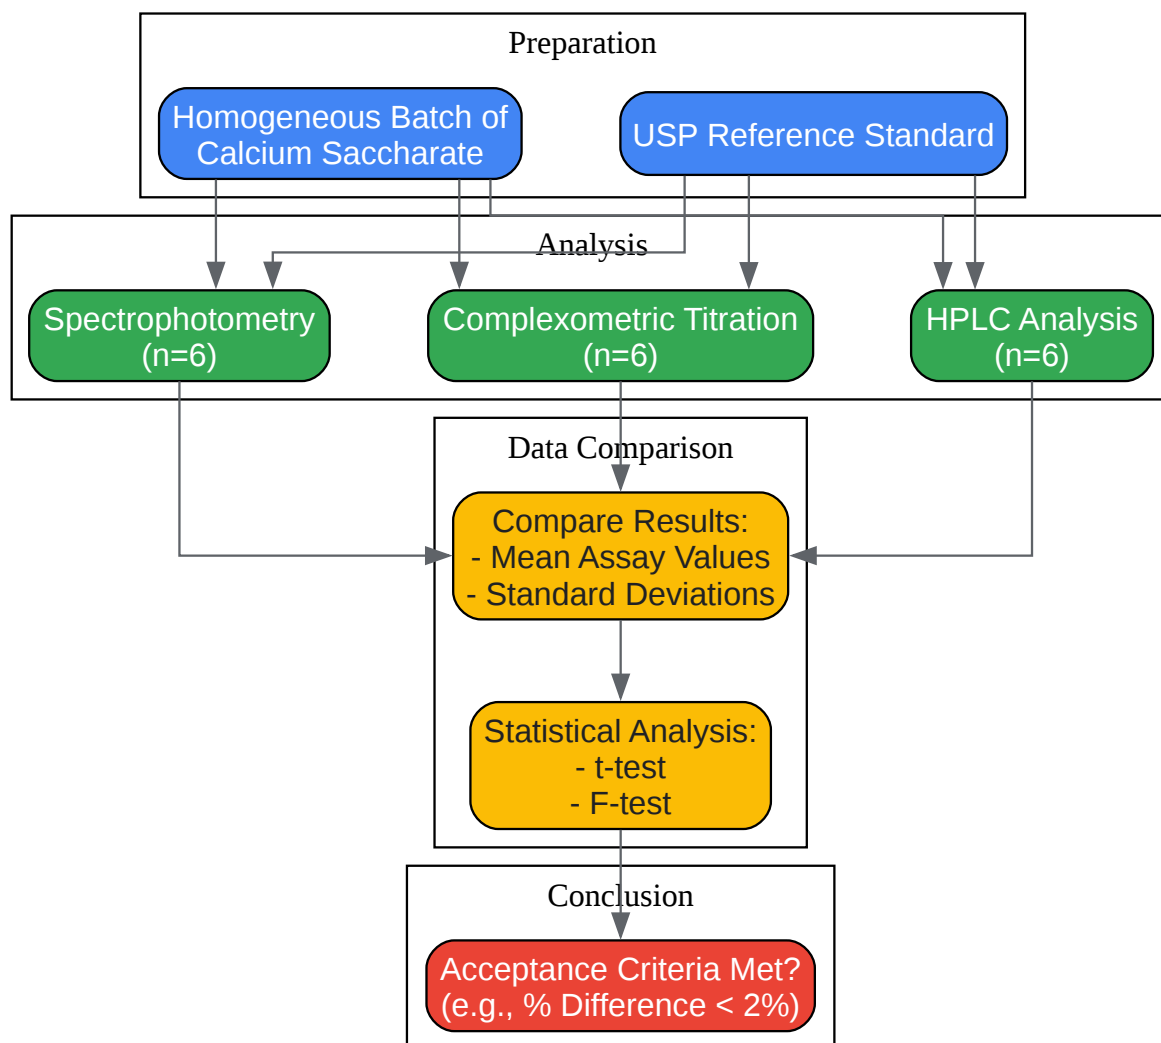 Preparation
Homogeneous Batch of
Calcium Saccharate
USP Reference Standard
Analysis
Spectrophotometry
(n=6)
Complexometric Titration
(n=6)
HPLC Analysis
(n=6)
Data Comparison
Compare Results:
- Mean Assay Values
- Standard Deviations
Statistical Analysis:
- t-test
- F-test
Conclusion
Acceptance Criteria Met?
(e.g., % Difference < 2%)